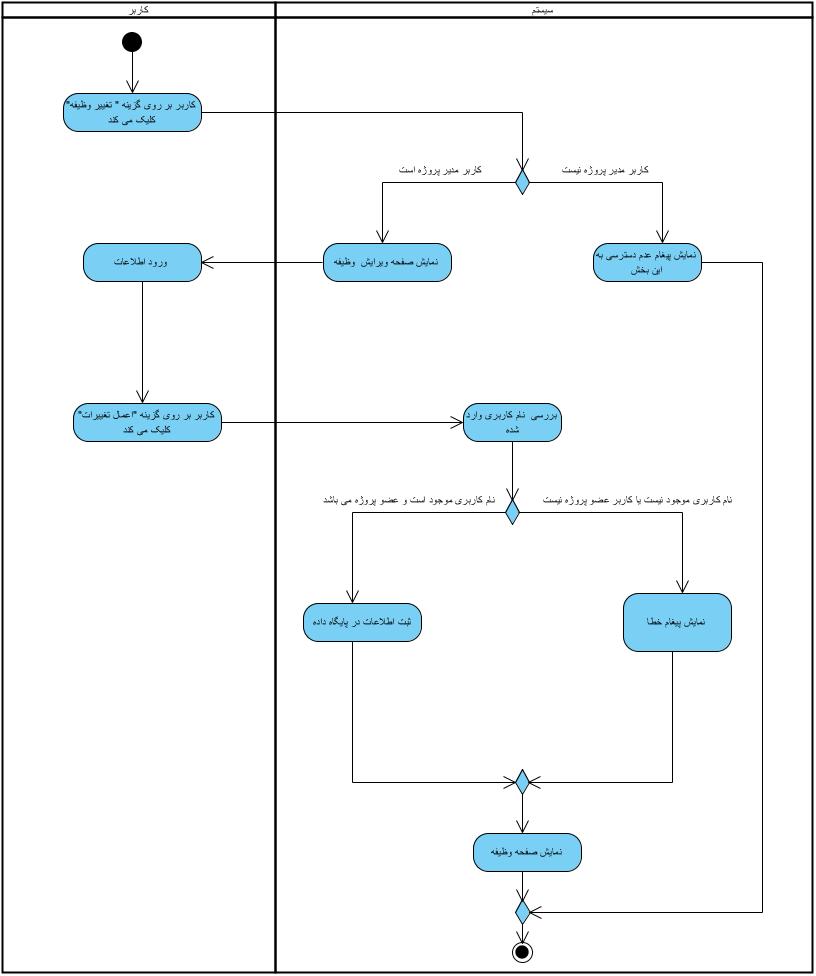 کاربر
سیستم
کاربر بر روی گزینه " تغییر وظیفه"
کلیک می کند
کاربر مدیر پروژه است
کاربر مدیر پروژه نیست
ورود اطلاعات
نمایش صفحه ویرایش وظیفه
نمایش پیغام عدم دسترسی به
این بخش
کاربر بر روی گزینه "اعمال تغییرات"
کلیک می کند
بررسی نام کاربری وارد
شده
نام کاربری موجود است و عضو پروژه می باشد
نام کاربری موجود نیست یا کاربر عضو پروژه نیست
ثبت اطلاعات در پایگاه داده
نمایش پیغام خطا
نمایش صفحه وظیفه